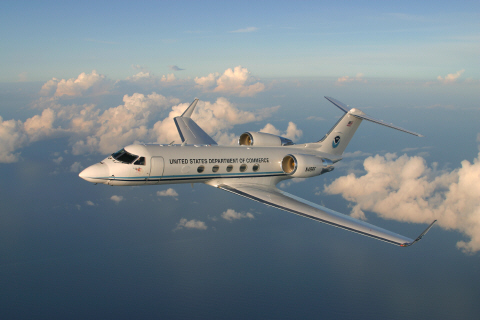 UNITED STATES DEPARTMENT OF COMMERCE